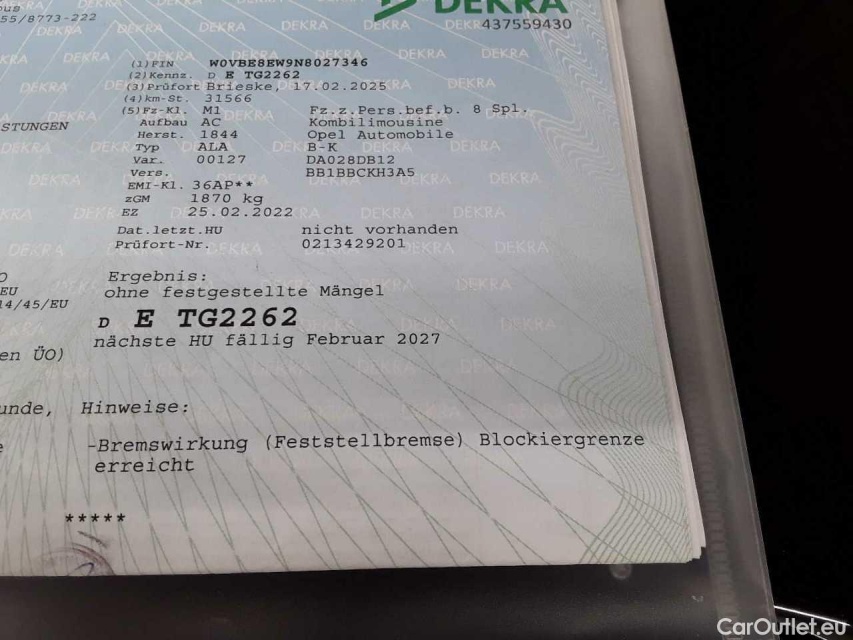 DEKRA
55/8773-222
437559430
(1)FIN W0VBE8EW9N8027346
(2)Kennz. D E TG2262
(3)Prüfort Brieske, 17.02.2025
(4)km-St. 31566
(5)Fz-Kl. M1 Fz.z.Pers.bef.b. 8 Spl.
STUNGEN Aufbau AC Kombilimousine
Herst. 1844 Opel Automobile
Typ ALA B-K
Var. 00127 DA028DB12
Vers. BB1BBCKH3A5
EMI-Kl. 36AP**
zGM 1870 kg
EZ 25.02.2022
Dat.letzt.HU nicht vorhanden
Prüfort-Nr. 0213429201
Ergebnis:
EU ohne festgestellte Mängel
14/45/EU
D E TG2262
en ÜO) nächste HU fällig Februar 2027
unde, Hinweise:
-Bremswirkung (Feststellbremse) Blockiergrenze
erreicht
*****
CarOutlet.eu